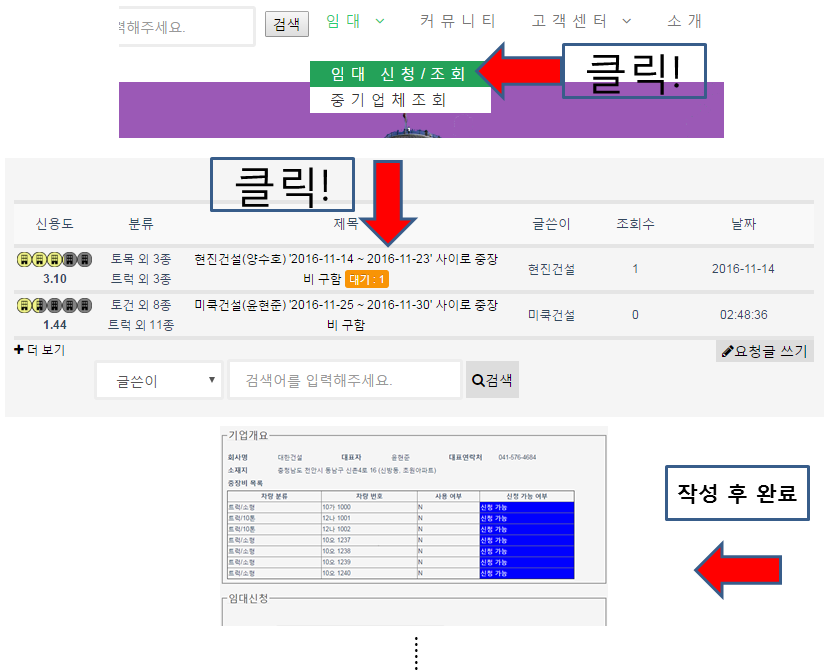 력해주세요.
검색
임대
커뮤니티
고객센터
소개
임대 신청/조회
중기업체조회
클릭!
클릭!
신용도 분류 제목 글쓴이 조회수 날짜
3.10
토목 외 3종
트럭 외 3종
현진건설(양수호) '2016-11-14 ~ 2016-11-23' 사이로 중장
비 구함 대기 : 1
현진건설 1 2016-11-14
1.44
토건 외 8종
트럭 외 11종
미쿡건설(윤현준) '2016-11-25 ~ 2016-11-30' 사이로 중장
비 구함
미쿡건설 0 02:48:36
더 보기
요청글 쓰기
글쓴이
검색어를 입력해주세요.
검색
기업개요
회사명 대한건설 대표자 윤현준 대표연락처 041-576-4684
소재지 충청남도 천안시 동남구 신촌4로 16 (신방동, 초원아파트)
중장비 목록
차량 분류 차량 번호 사용 여부 신청 가능 여부
트럭/소형 10가 1000 N 신청 가능
트럭/10톤 12나 1001 N 신청 가능
트럭/10톤 12나 1002 N 신청 가능
트럭/소형 10오 1237 N 신청 가능
트럭/소형 10오 1238 N 신청 가능
트럭/소형 10오 1239 N 신청 가능
트럭/소형 10오 1240 N 신청 가능
임대신청
작성 후 완료